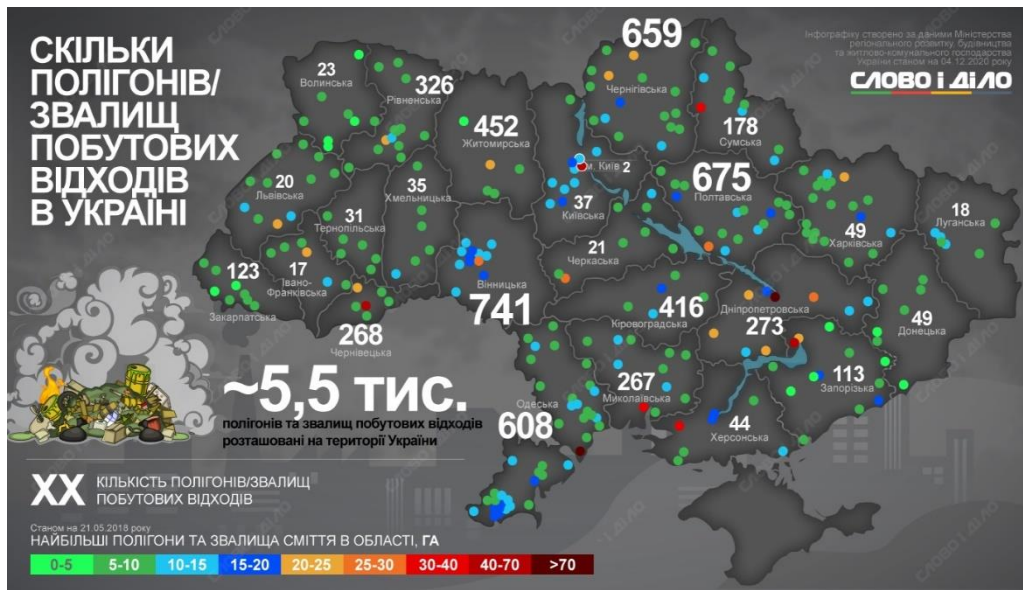 СКІЛЬКИ
ПОЛІГОНІВ/
ЗВАЛИЩ
ПОБУТОВИХ
ВІДХОДІВ
В УКРАЇНІ
Інфографіку створено за даними Міністерства
регіонального розвитку, будівництва
та житлово-комунального господарства
України станом на 04.12.2020 року
СЛОВО і ДІЛО
23
Волинська
326
Рівненська
659
Чернігівська
452
Житомирська
178
Сумська
м. Київ 2
20
Львівська
35
Хмельницька
37
Київська
675
Полтавська
31
Тернопільська
21
Черкаська
49
Харківська
18
Луганська
17
Івано-
Франківська
123
Закарпатська
Вінницька
741
268
Чернівецька
416
Кіровоградська
Дніпропетровська
273
49
Донецька
267
Миколаївська
113
Запорізька
Одеська
608
44
Херсонська
~5,5 тис.
полігонів та звалищ побутових відходів
розташовані на території України
XX
КІЛЬКІСТЬ ПОЛІГОНІВ/ЗВАЛИЩ
ПОБУТОВИХ ВІДХОДІВ
Станом на 21.05.2018 року
НАЙБІЛЬШІ ПОЛІГОНИ ТА ЗВАЛИЩА СМІТТЯ В ОБЛАСТІ, ГА
0-5 5-10 10-15 15-20 20-25 25-30 30-40 40-70 >70